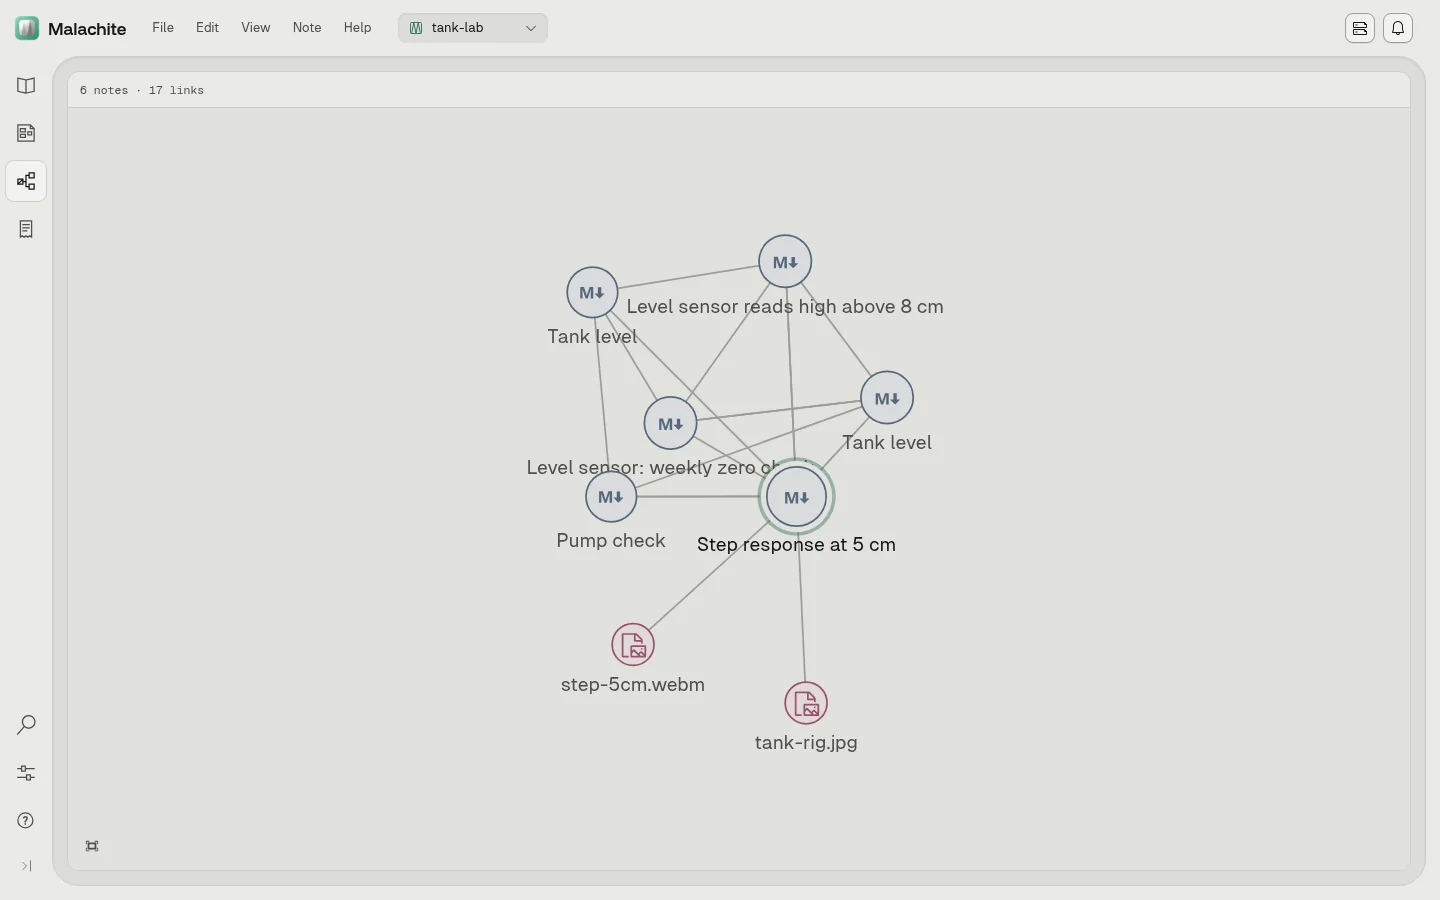 Malachite
File
Edit
View
Note
Help
tank-lab
6 notes · 17 links
Level sensor reads high above 8 cm
Tank level
Tank level
Level sensor: weekly zero
Pump check
Step response at 5 cm
step-5cm.webm
tank-rig.jpg